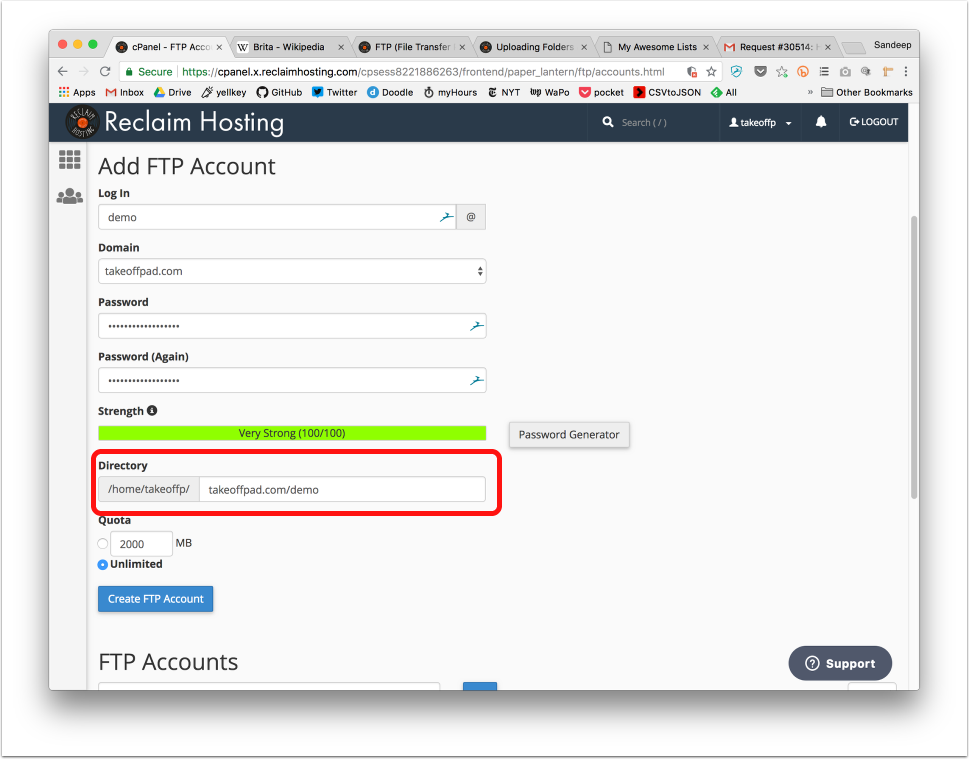 cPanel - FTP Acco
Brita - Wikipedia
FTP (File Transfer
Uploading Folders
My Awesome Lists
Request #30514:
Sandeep
Secure
https://cpanel.x.reclaimhosting.com/cpsess8221886263/frontend/paper_lantern/ftp/accounts.html
Apps Inbox Drive yellkey GitHub Twitter Doodle myHours NYT WaPo pocket CSVtoJSON All » Other Bookmarks
RECLAIM HOSTING
Reclaim Hosting
Search ( / )
takeoffp
LOGOUT
Add FTP Account
Log In
demo @
Domain
takeoffpad.com
Password
•••••••••••••••••
Password (Again)
•••••••••••••••••
Strength
Very Strong (100/100)
Password Generator
Directory
/home/takeoffp/ takeoffpad.com/demo
Quota
2000 MB
Unlimited
Create FTP Account
FTP Accounts
Support